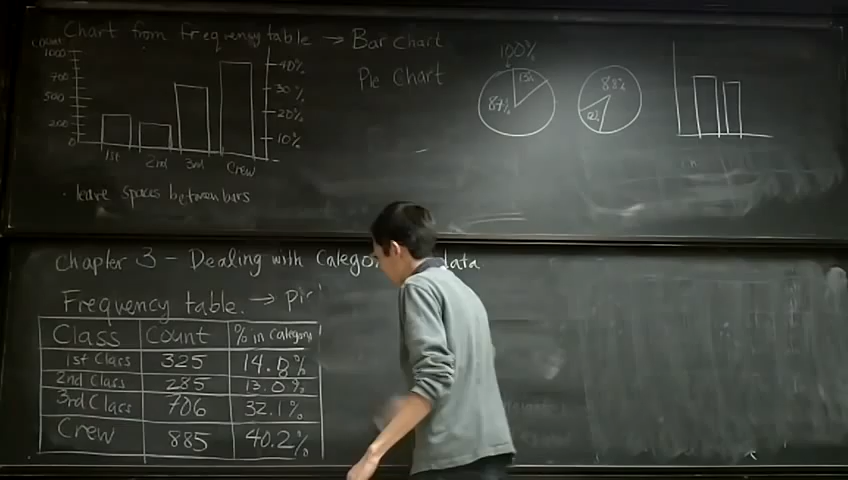 Chart from Frequency table → Bar Chart
Pie Chart
Count
1000
700
500
200
0
40%
30%
20%
10%
1st
2nd
3rd
Crew
· leave spaces between bars
100%
13%
87%
88%
12%
Chapter 3 - Dealing with data
Frequency table. →
Class Count % in Category
1st Class 325 14.8%
2nd Class 285 13.0%
3rd Class 706 32.1%
Crew 885 40.2%